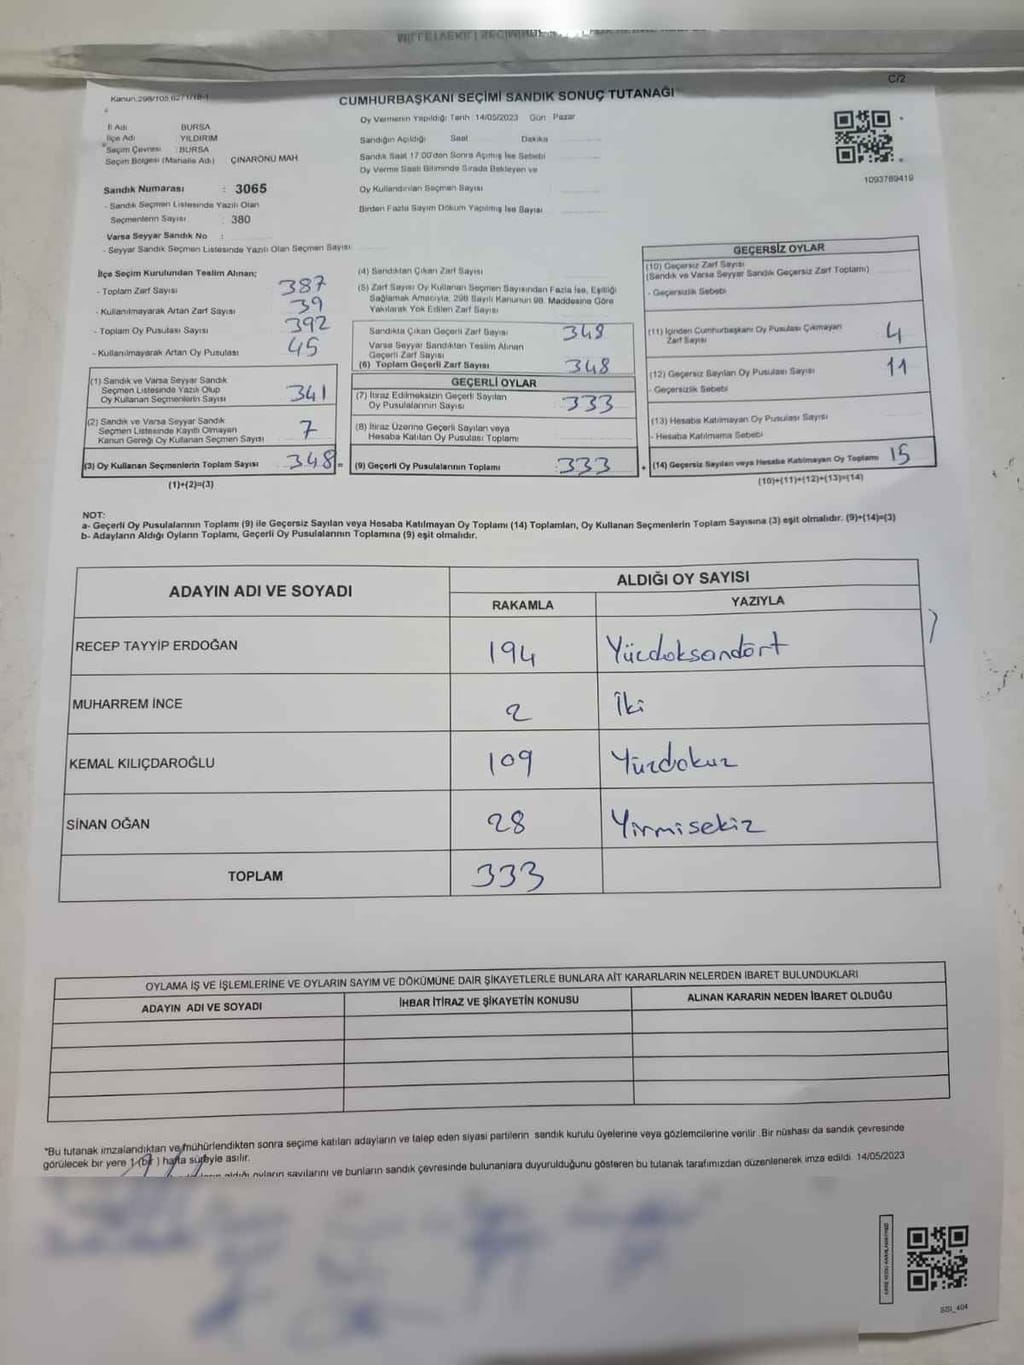 C/2
Kanun.298/105,6271/18-1
CUMHURBAŞKANI SEÇİMİ SANDIK SONUÇ TUTANAĞI
İl Adı BURSA
İlçe Adı YILDIRIM
Seçim Çevresi : BURSA
Seçim Bölgesi (Mahalle Adı) ÇINARÖNÜ MAH
Sandık Numarası : 3065
- Sandık Seçmen Listesinde Yazılı Olan
Seçmenlerin Sayısı 380
Varsa Seyyar Sandık No :
- Seyyar Sandık Seçmen Listesinde Yazılı Olan Seçmen Sayısı
Oy Vermenin Yapıldığı Tarih 14/05/2023 Gün Pazar
Sandığın Açıldığı Saat Dakika
Sandık Saat 17.00'den Sonra Açılmış İse Sebebi
Oy Verme Saati Bitiminde Sırada Bekleyen ve
Oy Kullandırılan Seçmen Sayısı
Birden Fazla Sayım Döküm Yapılmış İse Sayısı
1093789419
İlçe Seçim Kurulundan Teslim Alınan;
- Toplam Zarf Sayısı 387
- Kullanılmayarak Artan Zarf Sayısı 39
- Toplam Oy Pusulası Sayısı 392
- Kullanılmayarak Artan Oy Pusulası 45
(1) Sandık ve Varsa Seyyar Sandık
Seçmen Listesinde Yazılı Olup
Oy Kullanan Seçmenlerin Sayısı 341
(2) Sandık ve Varsa Seyyar Sandık
Seçmen Listesinde Kayıtlı Olmayan
Kanun Gereği Oy Kullanan Seçmen Sayısı 7
(3) Oy Kullanan Seçmenlerin Toplam Sayısı 348 =
(1)+(2)=(3)
(4) Sandıktan Çıkan Zarf Sayısı
(5) Zarf Sayısı Oy Kullanan Seçmen Sayısından Fazla İse, Eşitliği
Sağlamak Amacıyla, 298 Sayılı Kanunun 98. Maddesine Göre
Yakılarak Yok Edilen Zarf Sayısı
Sandıkta Çıkan Geçerli Zarf Sayısı 348
Varsa Seyyar Sandıktan Teslim Alınan
Geçerli Zarf Sayısı
(6) Toplam Geçerli Zarf Sayısı 348
GEÇERLİ OYLAR
(7) İtiraz Edilmeksizin Geçerli Sayılan
Oy Pusulalarının Sayısı 333
(8) İtiraz Üzerine Geçerli Sayılan veya
Hesaba Katılan Oy Pusulası Toplamı
(9) Geçerli Oy Pusulalarının Toplamı :333 +
GEÇERSİZ OYLAR
(10) Geçersiz Zarf Sayısı
(Sandık ve Varsa Seyyar Sandık Geçersiz Zarf Toplamı)
- Geçersizlik Sebebi
(11) İçinden Cumhurbaşkanı Oy Pusulası Çıkmayan
Zarf Sayısı 4
(12) Geçersiz Sayılan Oy Pusulası Sayısı 11
- Geçersizlik Sebebi
(13) Hesaba Katılmayan Oy Pusulası Sayısı
- Hesaba Katılmama Sebebi
(14) Geçersiz Sayılan veya Hesaba Katılmayan Oy Toplamı 15
(10)+(11)+(12)+(13)=(14)
NOT:
a- Geçerli Oy Pusulalarının Toplamı (9) ile Geçersiz Sayılan veya Hesaba Katılmayan Oy Toplamı (14) Toplamları, Oy Kullanan Seçmenlerin Toplam Sayısına (3) eşit olmalıdır. (9)+(14)=(3)
b- Adayların Aldığı Oyların Toplamı, Geçerli Oy Pusulalarının Toplamına (9) eşit olmalıdır.
ADAYIN ADI VE SOYADI ALDIĞI OY SAYISI
RAKAMLA YAZIYLA
RECEP TAYYİP ERDOĞAN 194 Yüzdoksandört
MUHARREM İNCE 2 İki
KEMAL KILIÇDAROĞLU 109 Yüzdokuz
SİNAN OĞAN 28 Yirmisekiz
TOPLAM 333
OYLAMA İŞ VE İŞLEMLERİNE VE OYLARIN SAYIM VE DÖKÜMÜNE DAİR ŞİKAYETLERLE BUNLARA AİT KARARLARIN NELERDEN İBARET BULUNDUKLARI
ADAYIN ADI VE SOYADI İHBAR İTİRAZ VE ŞİKAYETİN KONUSU ALINAN KARARIN NEDEN İBARET OLDUĞU
*Bu tutanak imzalandıktan ve mühürlendikten sonra seçime katılan adayların ve talep eden siyasi partilerin sandık kurulu üyelerine veya gözlemcilerine verilir. Bir nüshası da sandık çevresinde
görülecek bir yere 1 (bir) hafta süreyle asılır.
aldığı oyların sayılarını ve bunların sandık çevresinde bulunanlara duyurulduğunu gösteren bu tutanak tarafımızdan düzenlenerek imza edildi. 14/05/2023
SSI_404